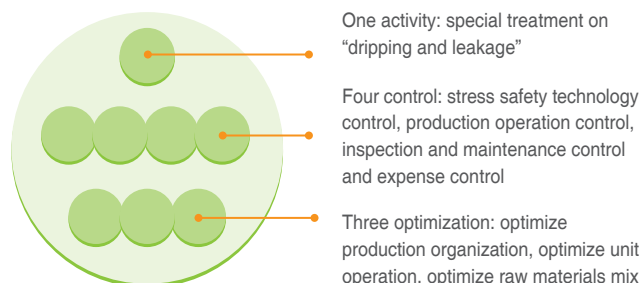 One activity: special treatment on
“dripping and leakage”
Four control: stress safety technology
control, production operation control,
inspection and maintenance control
and expense control
Three optimization: optimize
production organization, optimize unit
operation, optimize raw materials mix